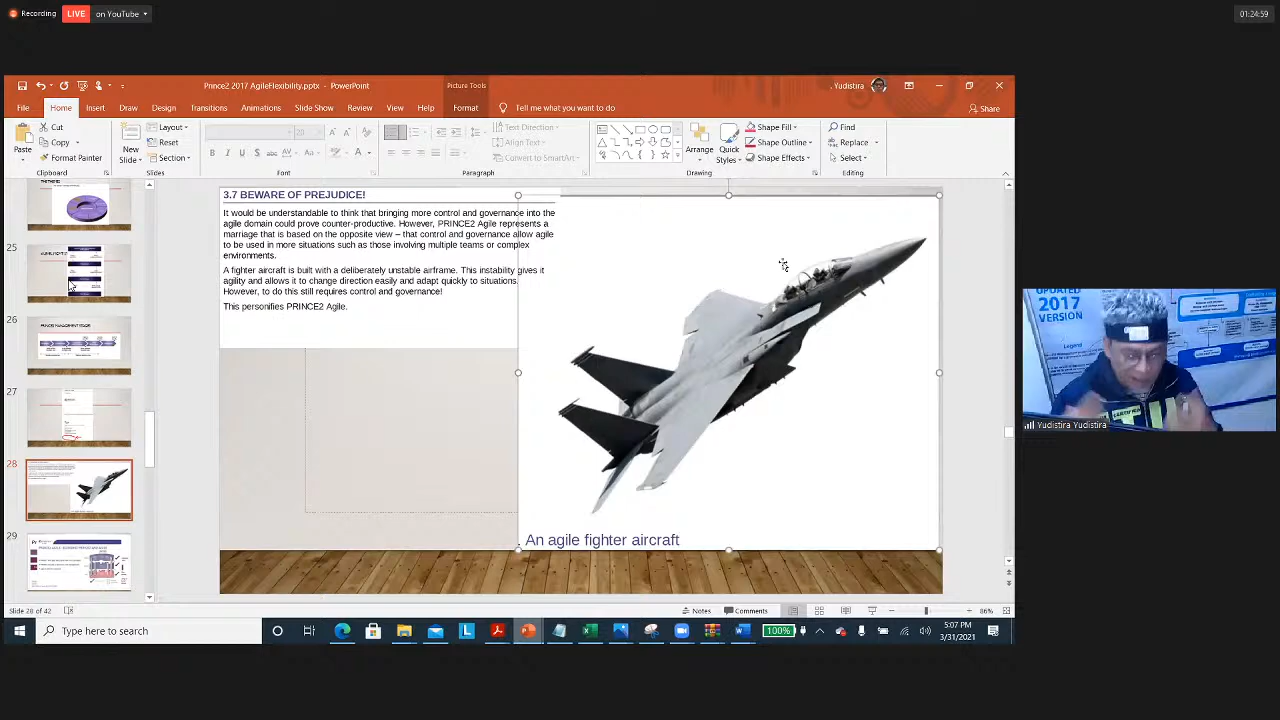 Recording
LIVE on YouTube
01:24:59
Prince2 2017 AgileFlexibility.pptx - PowerPoint
Picture Tools
. Yudistira
File Home Insert Draw Design Transitions Animations Slide Show Review View Help Format Tell me what you want to do
Share
Paste
Cut
Copy
Format Painter
Clipboard
New
Slide
Layout
Reset
Section
Slides
20
Font
Text Direction
Align Text
Convert to SmartArt
Paragraph
Arrange
Quick
Styles
Shape Fill
Shape Outline
Shape Effects
Drawing
Find
Replace
Select
Editing
25
26
27
28
29
3.7 BEWARE OF PREJUDICE!
It would be understandable to think that bringing more control and governance into the
agile domain could prove counter-productive. However, PRINCE2 Agile represents a
marriage that is based on the opposite view – that control and governance allow agile
to be used in more situations such as those involving multiple teams or complex
environments.
A fighter aircraft is built with a deliberately unstable airframe. This instability gives it
agility and allows it to change direction easily and adapt quickly to situations.
However, to do this still requires control and governance!
This personifies PRINCE2 Agile.
. An agile fighter aircraft
UPDATED
2017
VERSION
Legend
Yudistira Yudistira
Slide 28 of 42
Notes
Comments
86%
Type here to search
100%
5:07 PM
3/31/2021